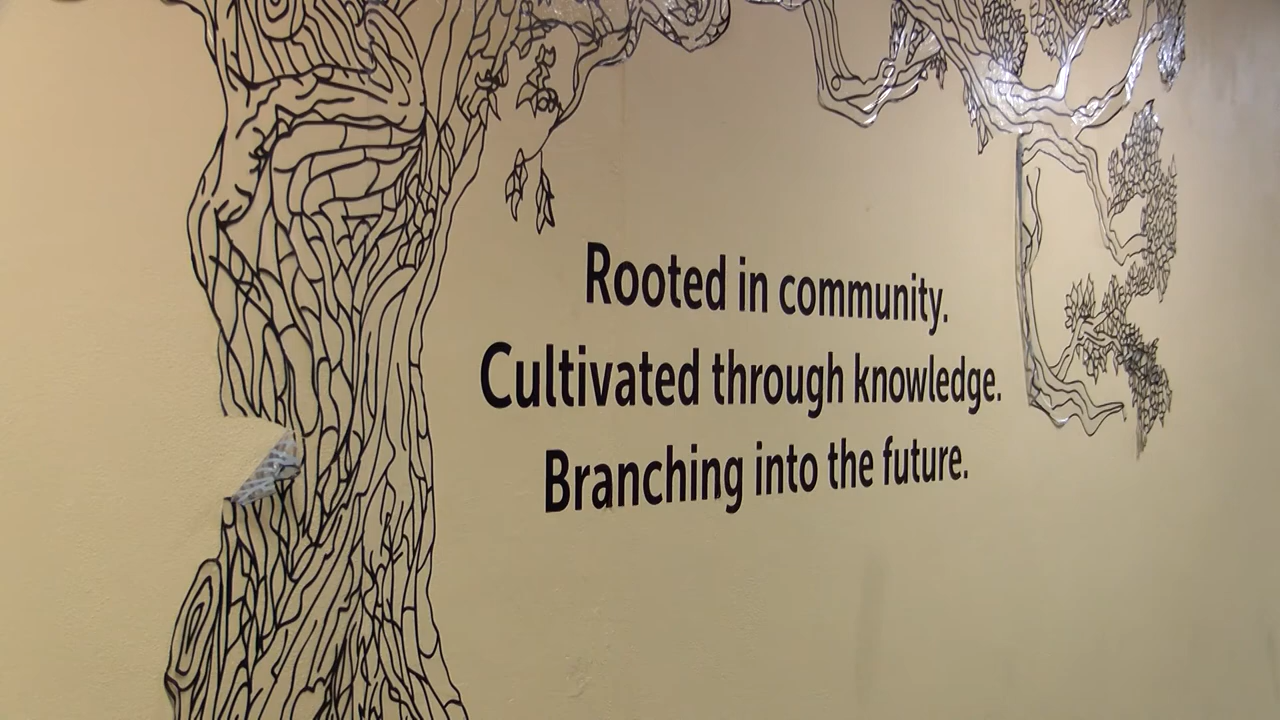 Rooted in community.
Cultivated through knowledge.
Branching into the future.